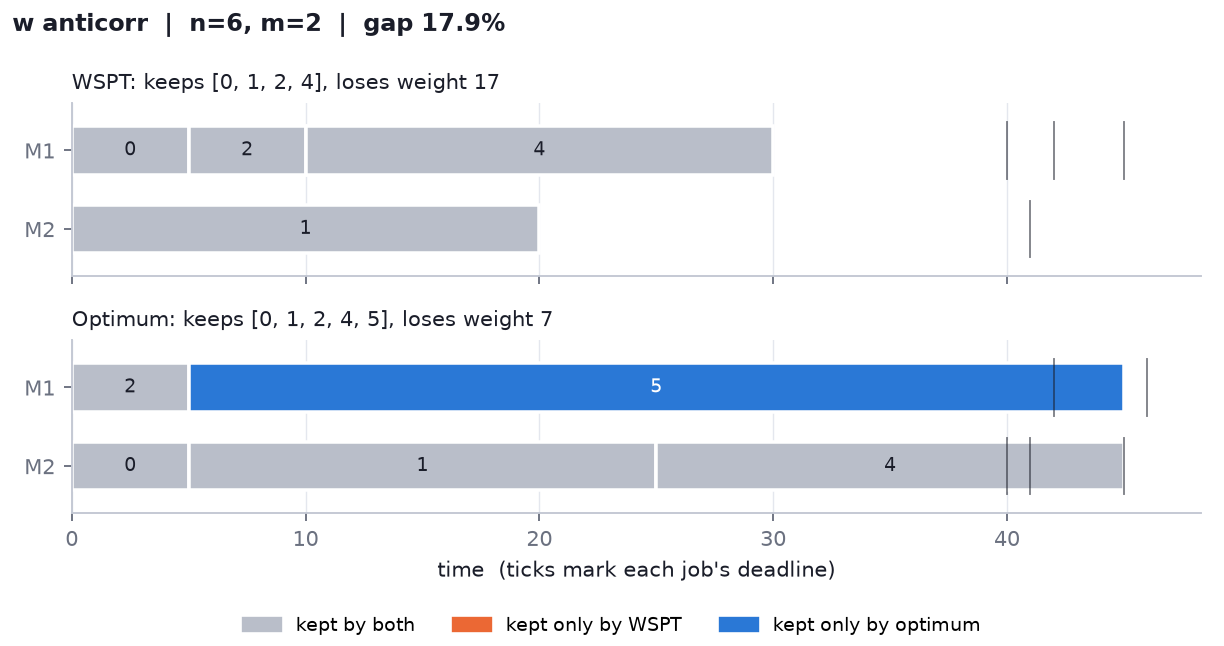 w anticorr | n=6, m=2 | gap 17.9%
WSPT: keeps [0, 1, 2, 4], loses weight 17
M1 0 2 4
M2 1
Optimum: keeps [0, 1, 2, 4, 5], loses weight 7
M1 2 5
M2 0 1 4
0 10 20 30 40
time (ticks mark each job's deadline)
kept by both kept only by WSPT kept only by optimum